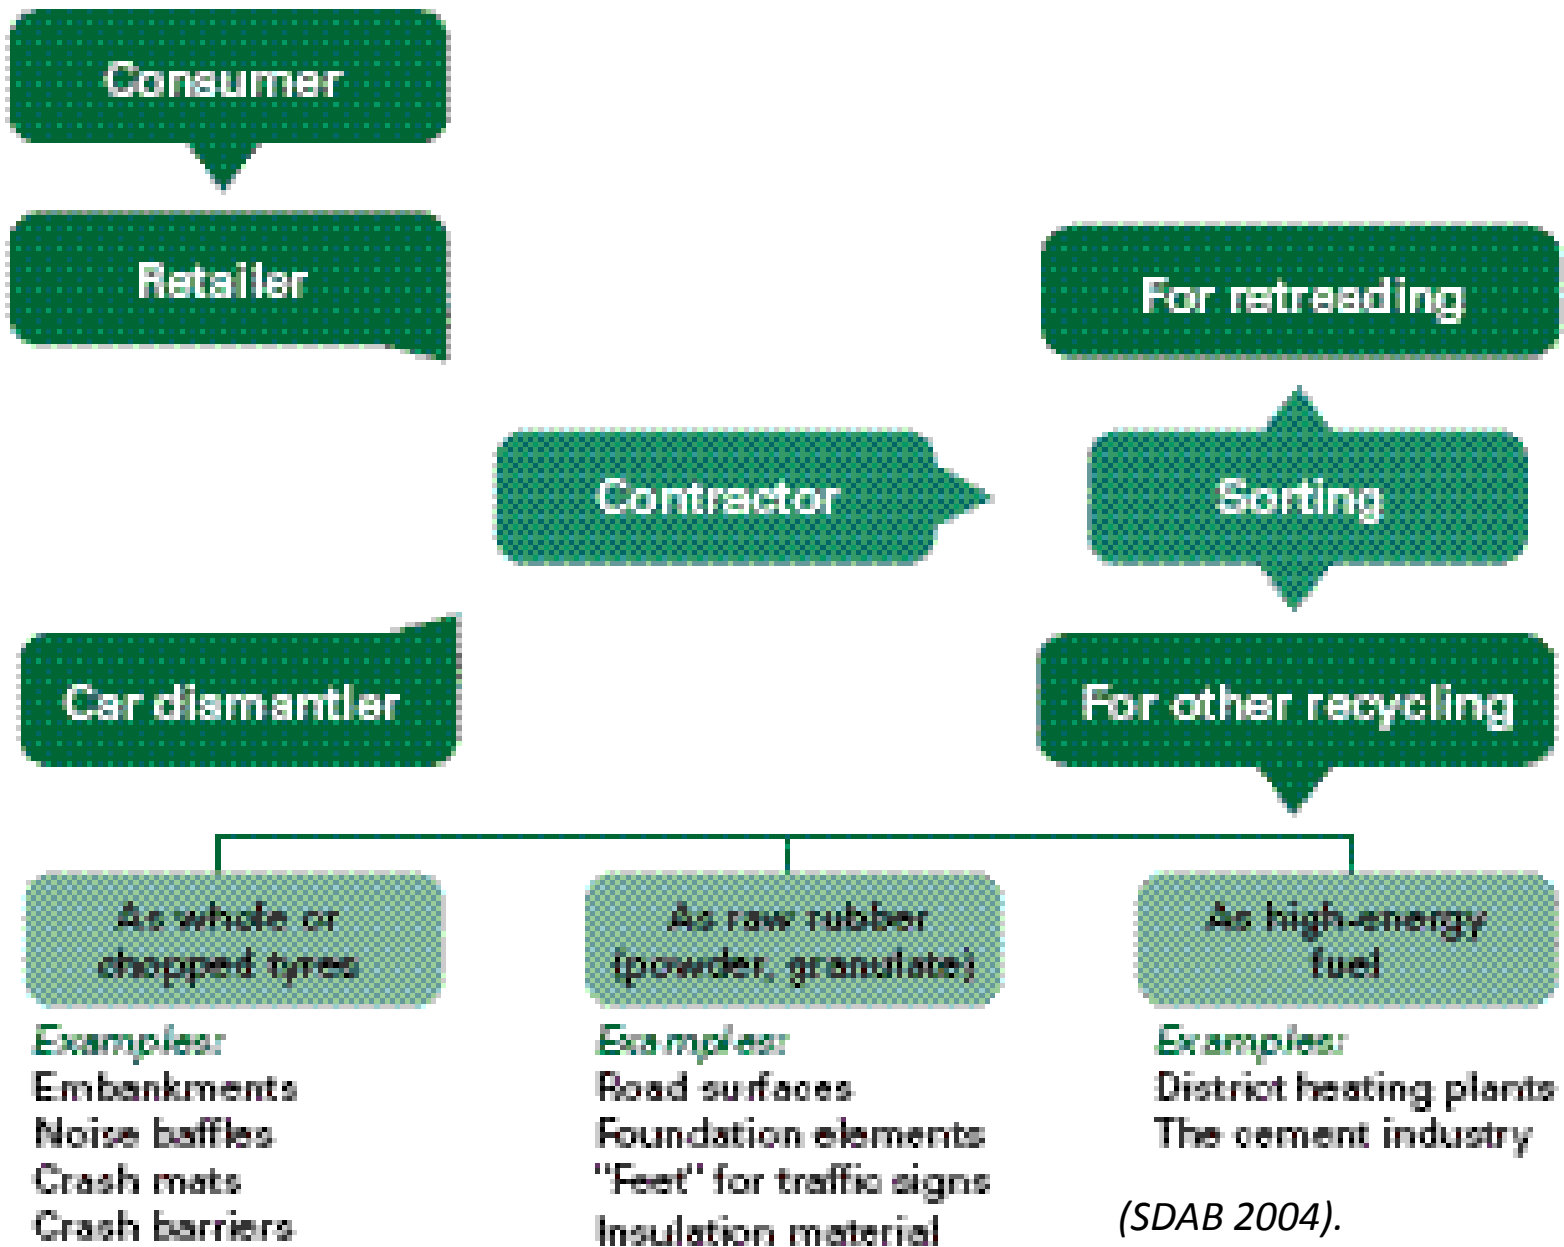 Consumer
Retailer
For retreading
Contractor
Sorting
Car dismantler
For other recycling
As whole or
chopped tyres
Examples:
Embankments
Noise baffles
Crash mats
Crash barriers
As raw rubber
(powder, granulate)
Examples:
Road surfaces
Foundation elements
"Feet" for traffic signs
Insulation material
As high-energy
fuel
Examples:
District heating plants
The cement industry
(SDAB 2004).